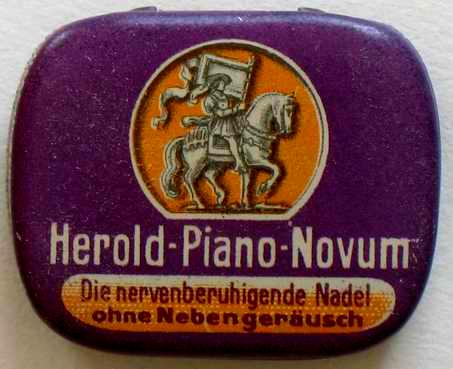 Herold-Piano-Novum
Die nervenberuhigende Nadel
ohne Nebengeräusch